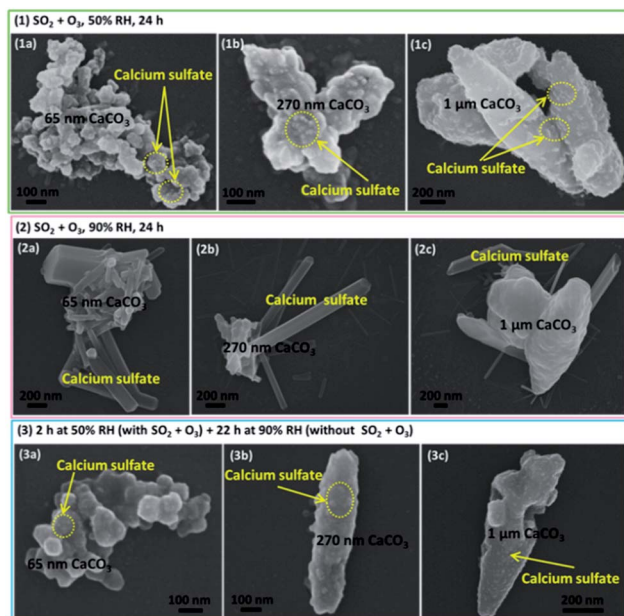 (1) SO2 + O3, 50% RH, 24 h
(1a)
Calcium sulfate
65 nm CaCO3
100 nm
(1b)
270 nm CaCO3
Calcium sulfate
100 nm
(1c)
1 μm CaCO3
Calcium sulfate
200 nm
(2) SO2 + O3, 90% RH, 24 h
(2a)
65 nm CaCO3
Calcium sulfate
200 nm
(2b)
Calcium sulfate
270 nm CaCO3
200 nm
(2c)
Calcium sulfate
1 μm CaCO3
200 nm
(3) 2 h at 50% RH (with SO2 + O3) + 22 h at 90% RH (without SO2 + O3)
(3a)
Calcium sulfate
65 nm CaCO3
100 nm
(3b)
Calcium sulfate
270 nm CaCO3
100 nm
(3c)
1 μm CaCO3
Calcium sulfate
200 nm